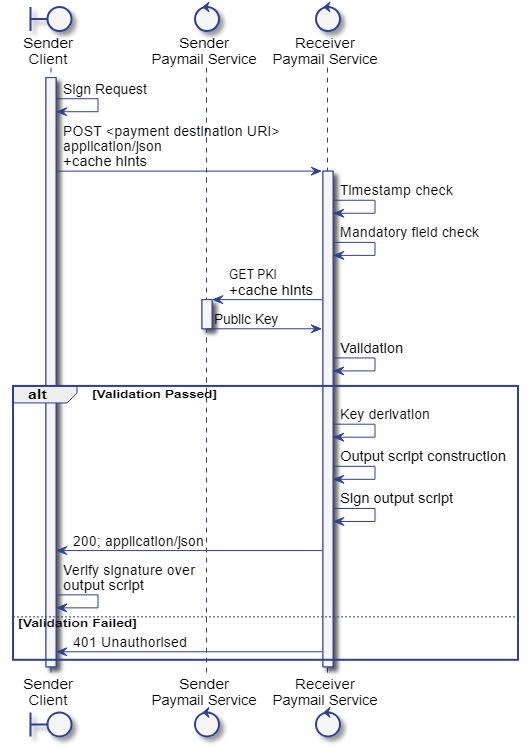 Sender
Client
Sender
Paymail Service
Receiver
Paymail Service
Sign Request
POST <payment destination URI>
application/json
+cache hints
Timestamp check
Mandatory field check
GET PKI
+cache hints
Public Key
Validation
alt
[Validation Passed]
Key derivation
Output script construction
Sign output script
200; application/json
Verify signature over
output script
[Validation Failed]
401 Unauthorised
Sender
Client
Sender
Paymail Service
Receiver
Paymail Service